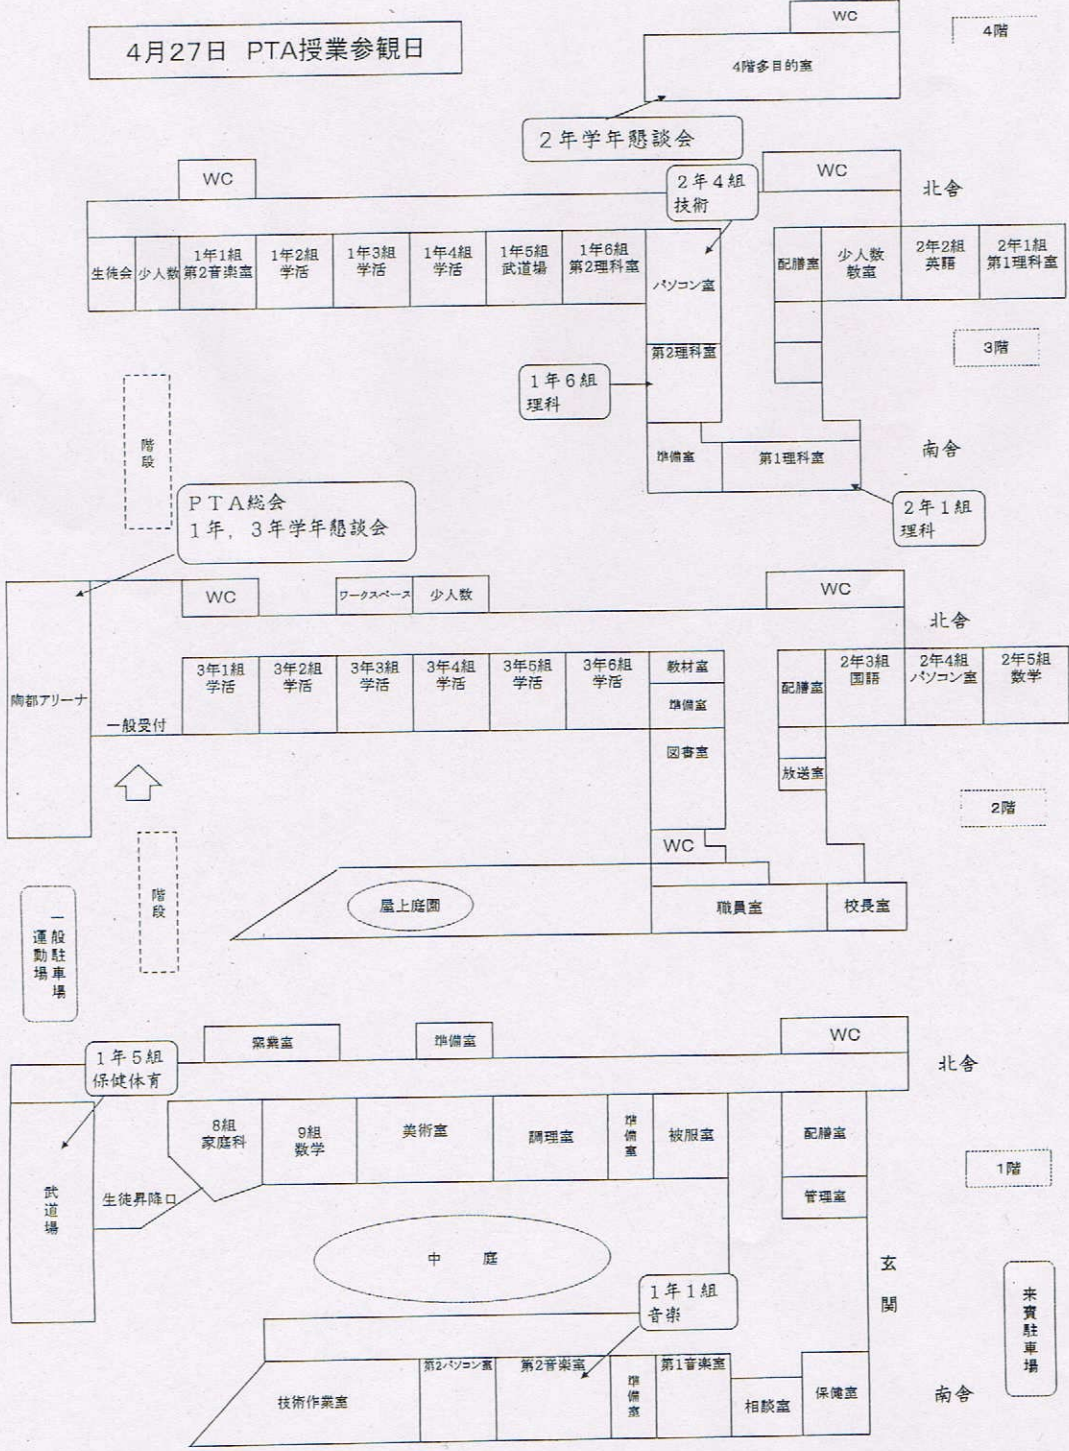 4月27日 PTA授業参観日
WC
4階
4階多目的室
2年学年懇談会
WC
2年4組
技術
WC
北舎
生徒会
少人数
1年1組
第2音楽室
1年2組
学活
1年3組
学活
1年4組
学活
1年5組
武道場
1年6組
第2理科室
パソコン室
配膳室
少人数
教室
2年2組
英語
2年1組
第1理科室
3階
第2理科室
1年6組
理科
階段
準備室
第1理科室
南舎
2年1組
理科
PTA総会
1年，3年学年懇談会
WC
ワークスペース
少人数
WC
北舎
陶都アリーナ
一般受付
3年1組
学活
3年2組
学活
3年3組
学活
3年4組
学活
3年5組
学活
3年6組
学活
教材室
準備室
図書室
配膳室
2年3組
国語
2年4組
パソコン室
2年5組
数学
放送室
2階
WC
階段
屋上庭園
職員室
校長室
一般駐車場
運動場
窯業室
準備室
WC
北舎
1年5組
保健体育
武道場
生徒昇降口
8組
家庭科
9組
数学
美術室
調理室
準備室
被服室
配膳室
管理室
1階
中庭
玄関
来賓駐車場
1年1組
音楽
技術作業室
第2パソコン室
第2音楽室
準備室
第1音楽室
相談室
保健室
南舎